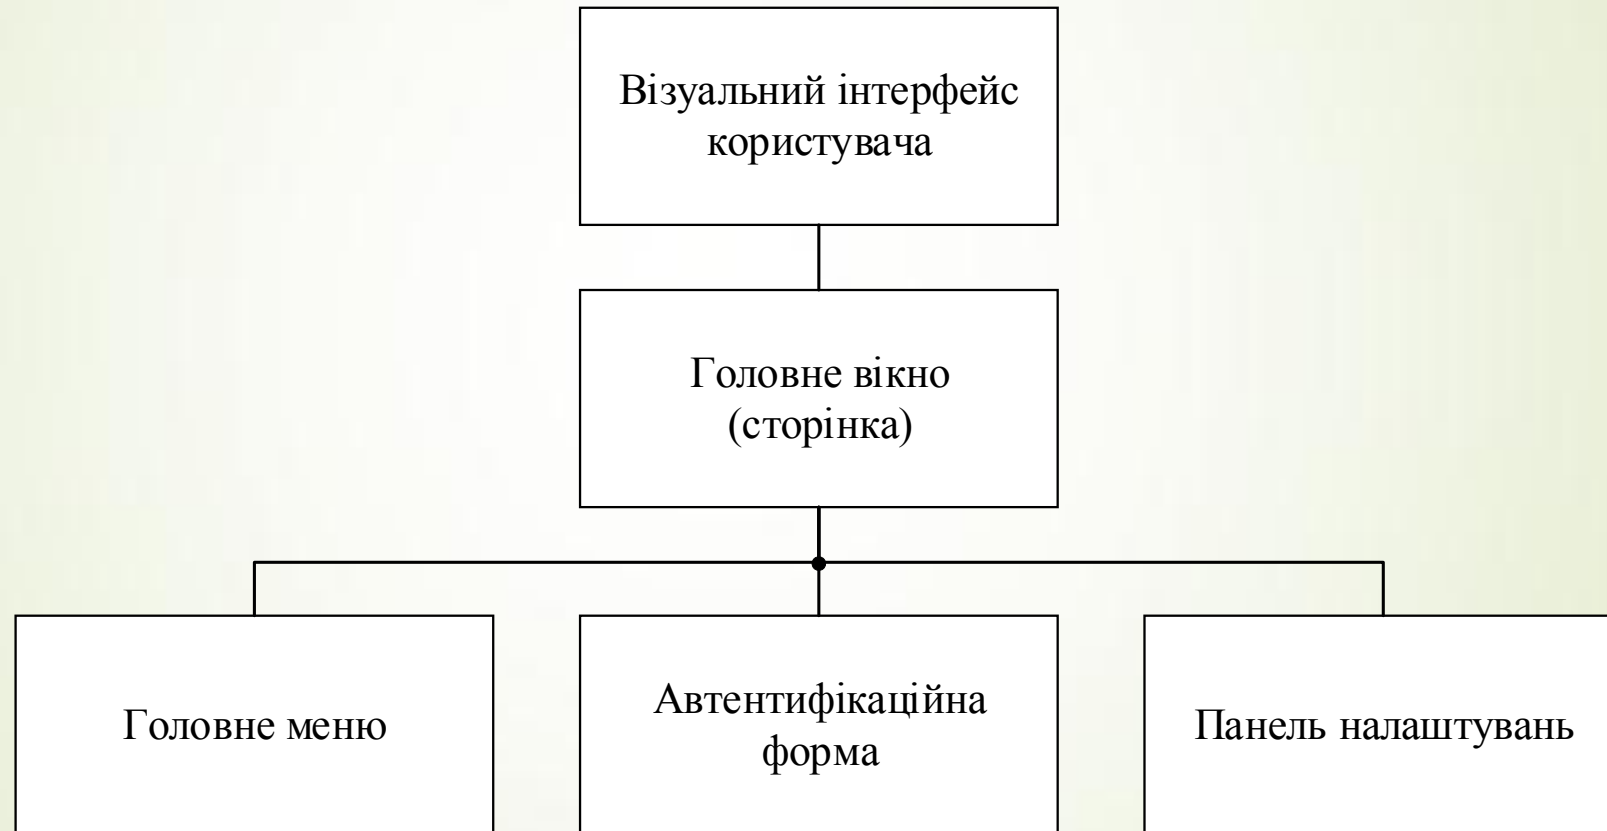 Візуальний інтерфейс
користувача
Головне вікно
(сторінка)
Головне меню
Автентифікаційна
форма
Панель налаштувань